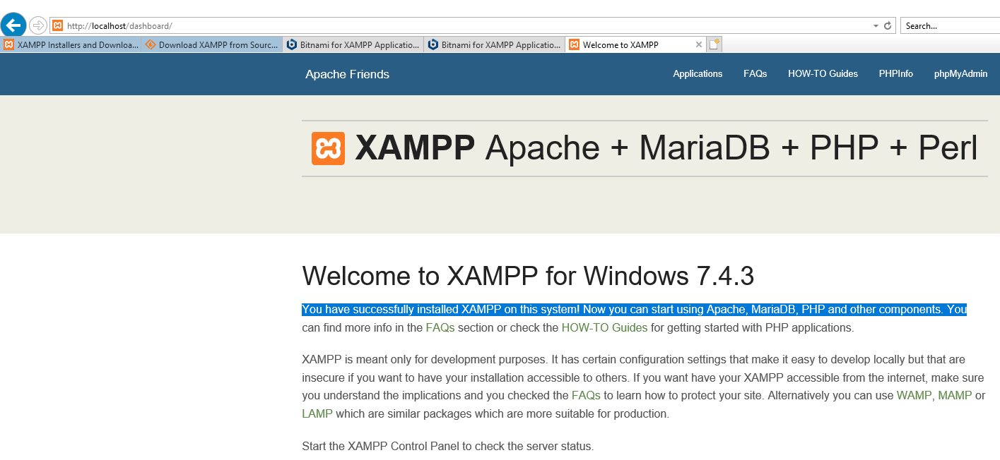 http://localhost/dashboard/
Search...
XAMPP Installers and Downloa...
Download XAMPP from Sourc...
Bitnami for XAMPP Applicatio...
Bitnami for XAMPP Applicatio...
Welcome to XAMPP
Apache Friends
Applications
FAQs
HOW-TO Guides
PHPInfo
phpMyAdmin
XAMPP Apache + MariaDB + PHP + Perl
Welcome to XAMPP for Windows 7.4.3
You have successfully installed XAMPP on this system! Now you can start using Apache, MariaDB, PHP and other components. You
can find more info in the FAQs section or check the HOW-TO Guides for getting started with PHP applications.
XAMPP is meant only for development purposes. It has certain configuration settings that make it easy to develop locally but that are
insecure if you want to have your installation accessible to others. If you want have your XAMPP accessible from the internet, make sure
you understand the implications and you checked the FAQs to learn how to protect your site. Alternatively you can use WAMP, MAMP or
LAMP which are similar packages which are more suitable for production.
Start the XAMPP Control Panel to check the server status.